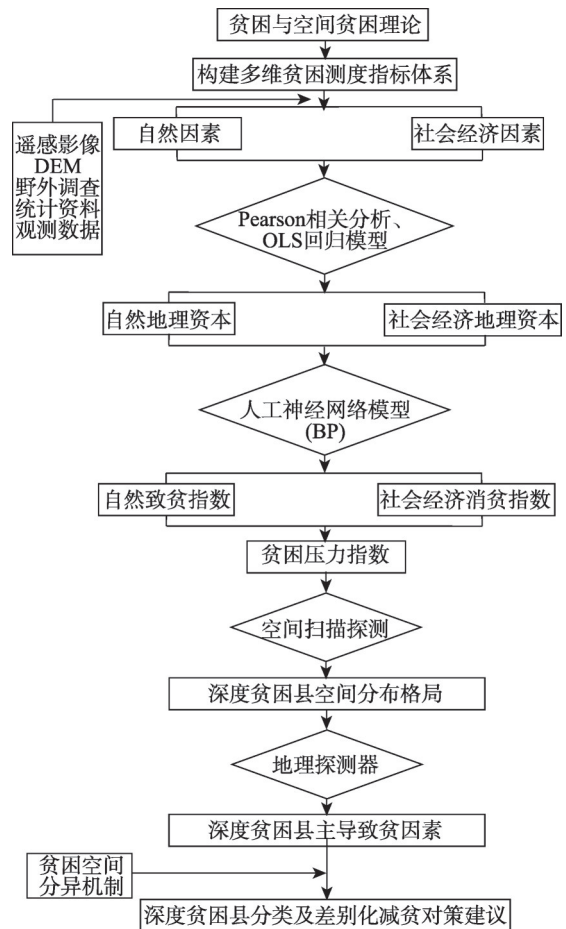 贫困与空间贫困理论
构建多维贫困测度指标体系
遥感影像
DEM
野外调查
统计资料
观测数据
自然因素
社会经济因素
Pearson相关分析、
OLS回归模型
自然地理资本
社会经济地理资本
人工神经网络模型
(BP)
自然致贫指数
社会经济消贫指数
贫困压力指数
空间扫描探测
深度贫困县空间分布格局
地理探测器
深度贫困县主导致贫因素
贫困空间
分异机制
深度贫困县分类及差别化减贫对策建议